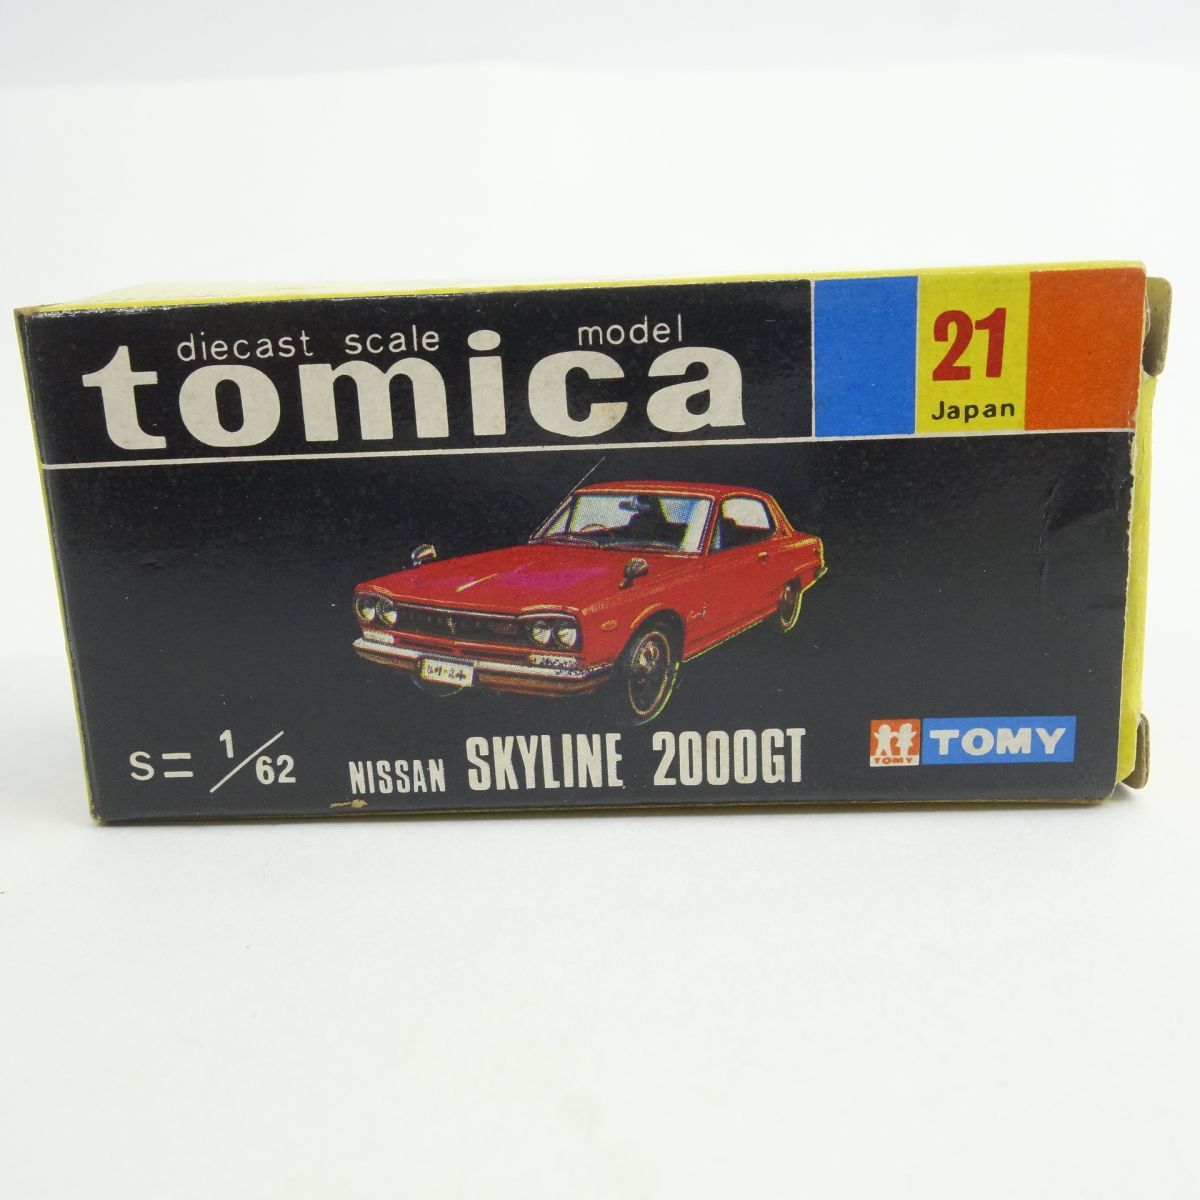 diecast scale model
tomica
21
Japan
S=1/62
NISSAN SKYLINE 2000GT
TOMY
TOMY